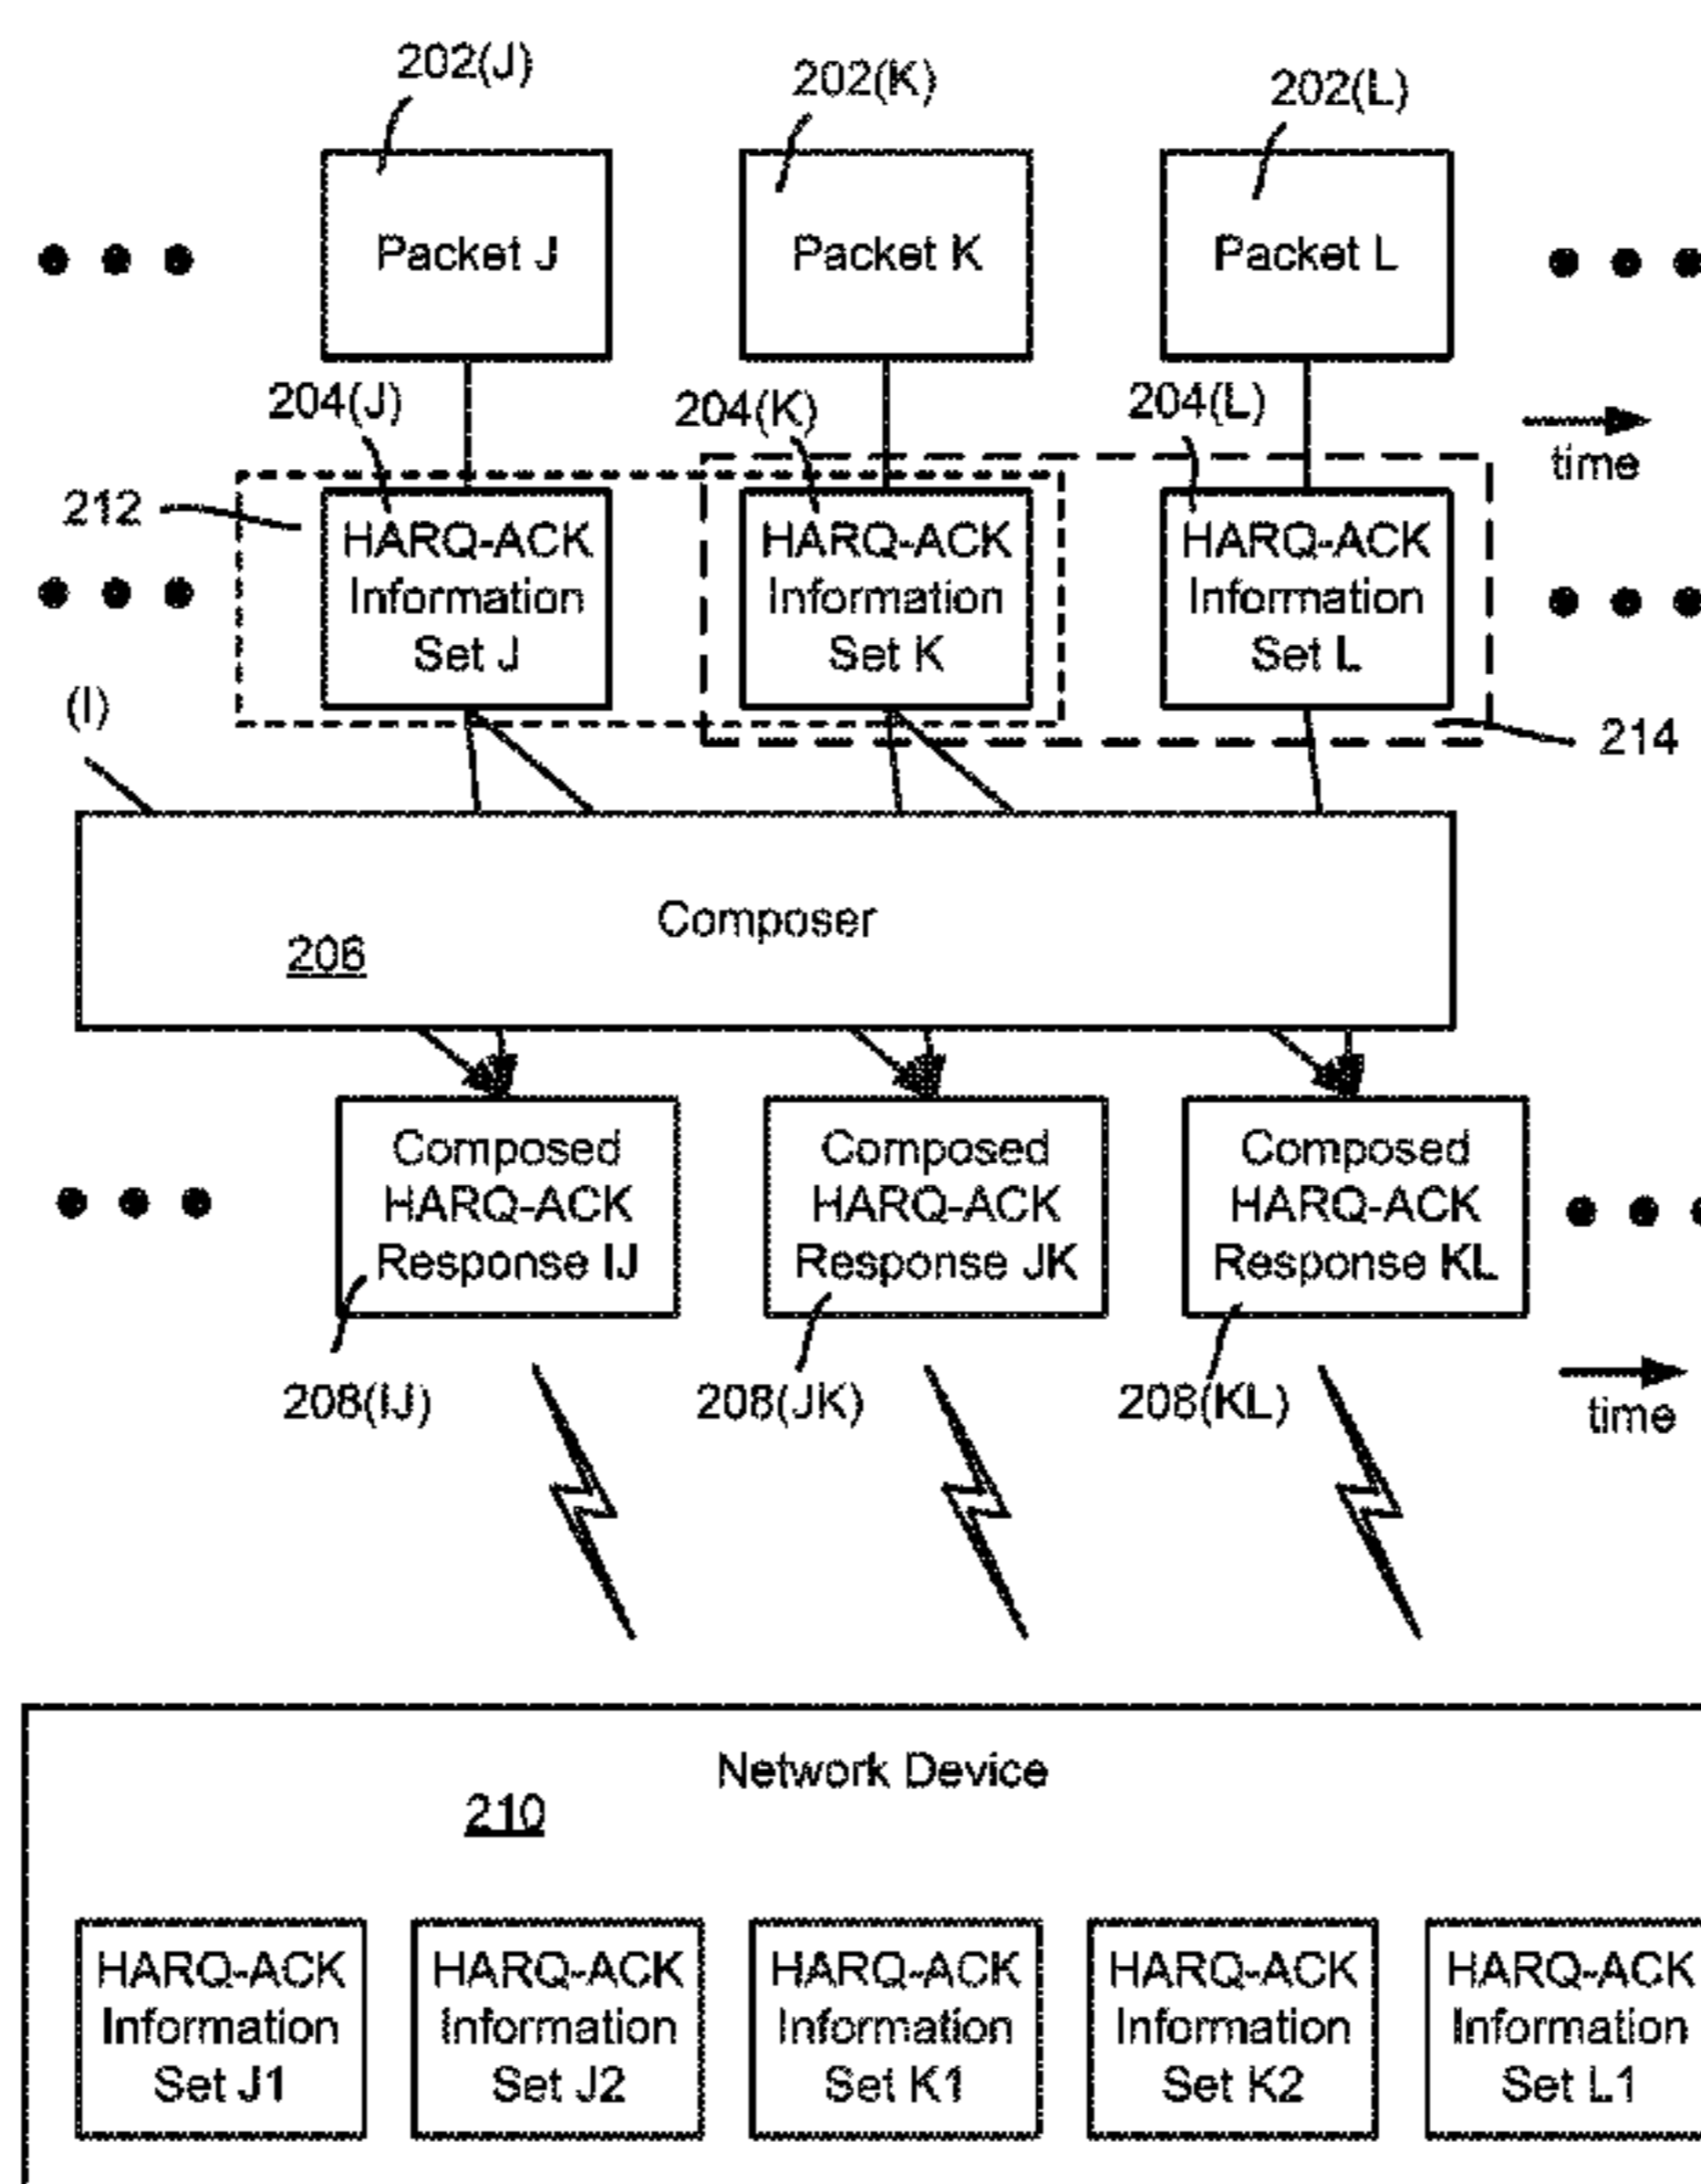 202(J)
202(K)
202(L)
Packet J
Packet K
Packet L
204(J)
204(K)
204(L)
time
212
HARQ-ACK
Information
Set J
HARQ-ACK
Information
Set K
HARQ-ACK
Information
Set L
(I)
214
Composer
206
Composed
HARQ-ACK
Response IJ
Composed
HARQ-ACK
Response JK
Composed
HARQ-ACK
Response KL
208(IJ)
208(JK)
208(KL)
time
Network Device
210
HARQ-ACK
Information
Set J1
HARQ-ACK
Information
Set J2
HARQ-ACK
Information
Set K1
HARQ-ACK
Information
Set K2
HARQ-ACK
Information
Set L1